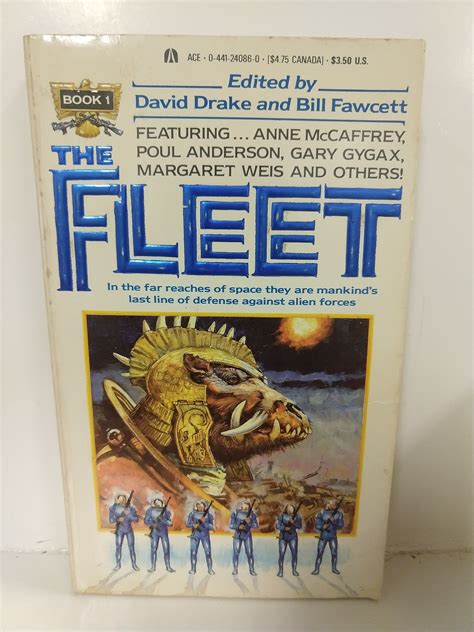 ACE • 0-441-24086-0 • [$4.75 CANADA] • $3.50 U.S.
BOOK 1
Edited by
David Drake and Bill Fawcett
FEATURING... ANNE McCAFFREY,
POUL ANDERSON, GARY GYGAX,
MARGARET WEIS AND OTHERS!
THE
FLEET
In the far reaches of space they are mankind's
last line of defense against alien forces